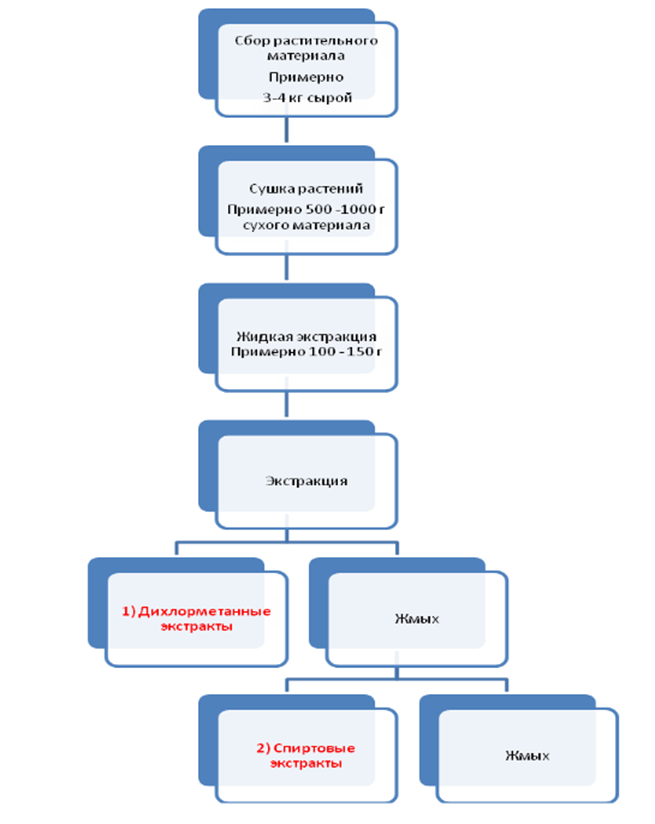 Сбор растительного
материала
Примерно
3-4 кг сырой
Сушка растений
Примерно 500 -1000 г
сухого материала
Жидкая экстракция
Примерно 100 -150 г
Экстракция
1) Дихлорметанные
экстракты
Жмых
2) Спиртовые
экстракты
Жмых